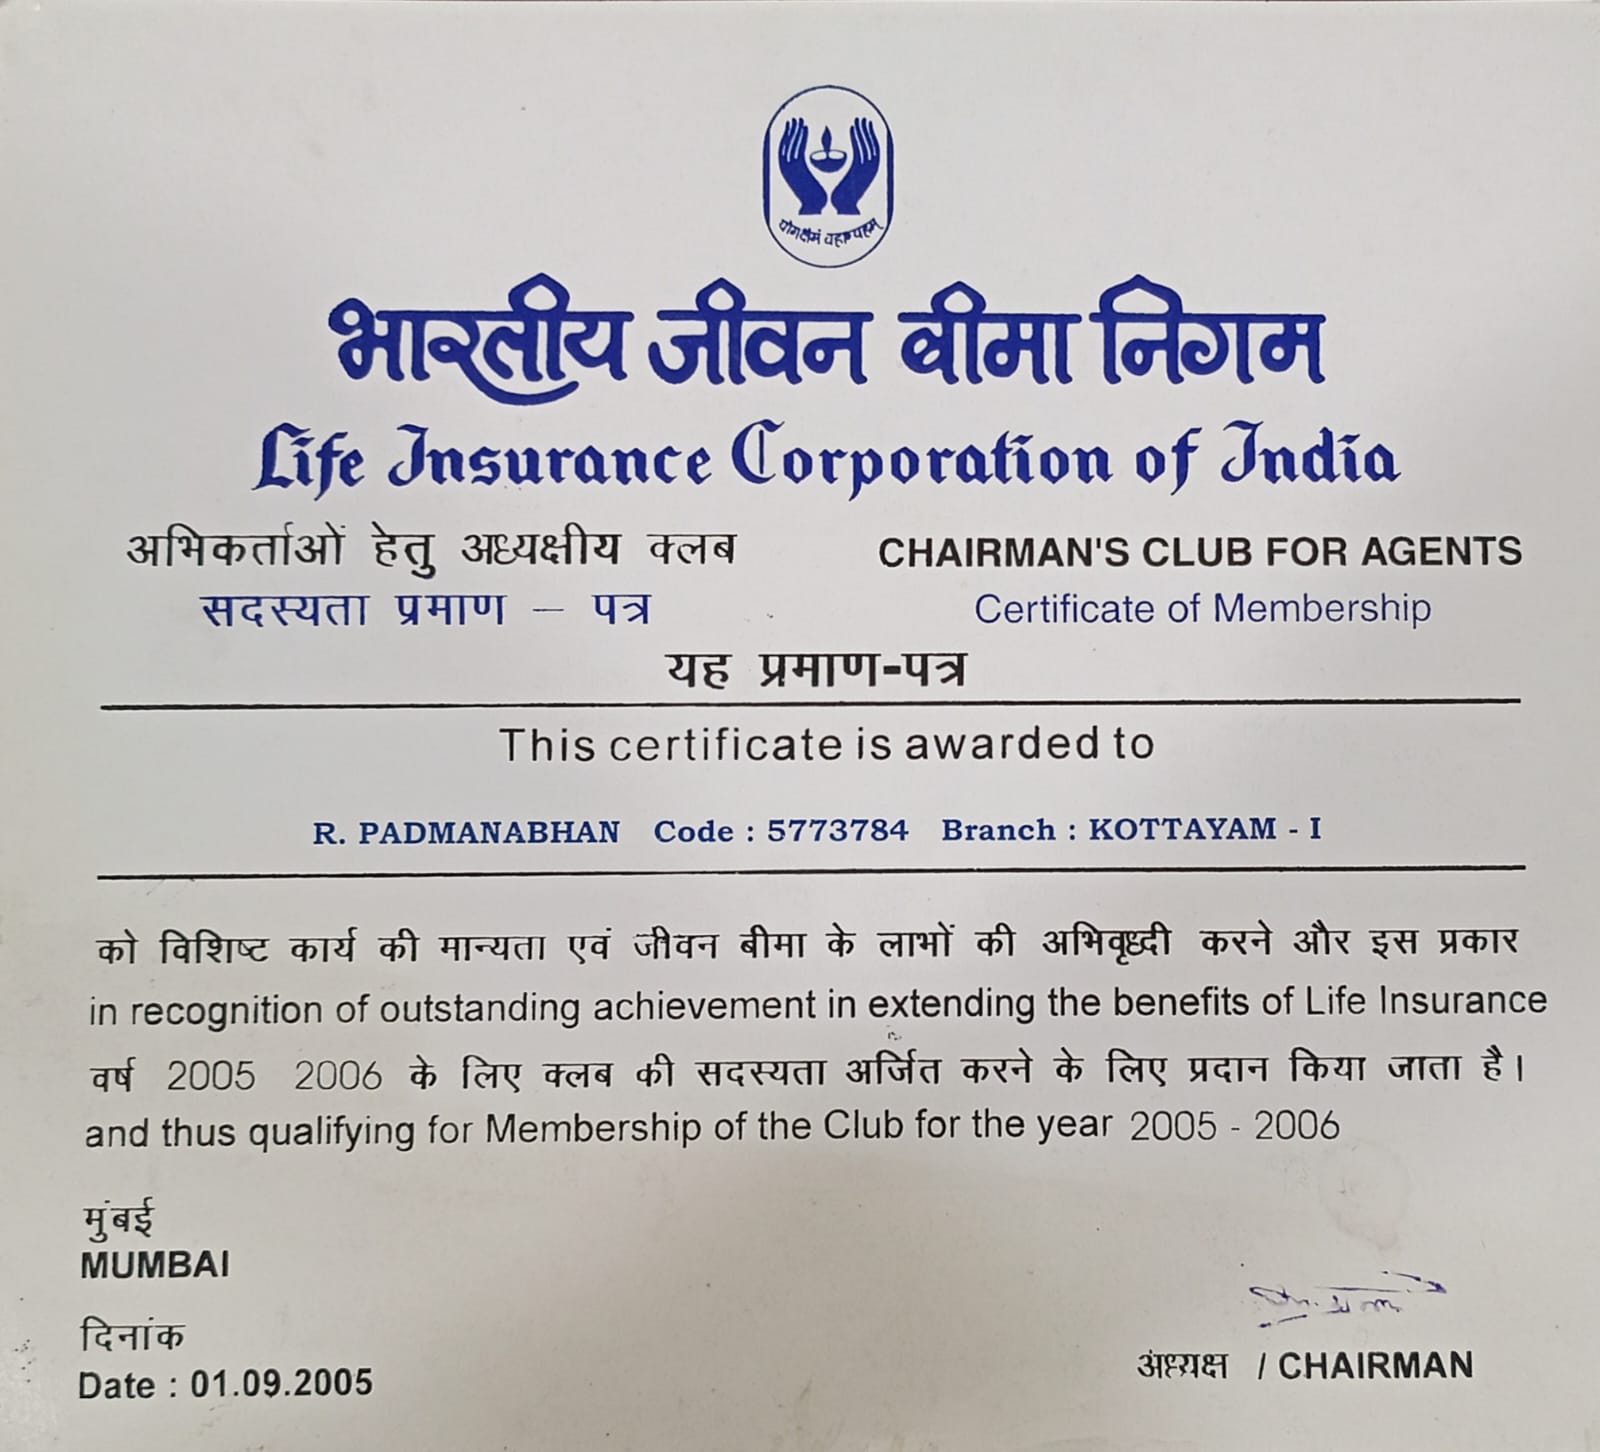 योगक्षेमं वहाम्यहम्
भारतीय जीवन बीमा निगम
Life Insurance Corporation of India
अभिकर्ताओं हेतु अध्यक्षीय क्लब CHAIRMAN'S CLUB FOR AGENTS
सदस्यता प्रमाण – पत्र Certificate of Membership
यह प्रमाण-पत्र
This certificate is awarded to
R. PADMANABHAN Code : 5773784 Branch : KOTTAYAM - I
को विशिष्ट कार्य की मान्यता एवं जीवन बीमा के लाभों की अभिवृध्दी करने और इस प्रकार
in recognition of outstanding achievement in extending the benefits of Life Insurance
वर्ष 2005 2006 के लिए क्लब की सदस्यता अर्जित करने के लिए प्रदान किया जाता है।
and thus qualifying for Membership of the Club for the year 2005 - 2006
मुंबई
MUMBAI
दिनांक
Date : 01.09.2005
अध्यक्ष / CHAIRMAN